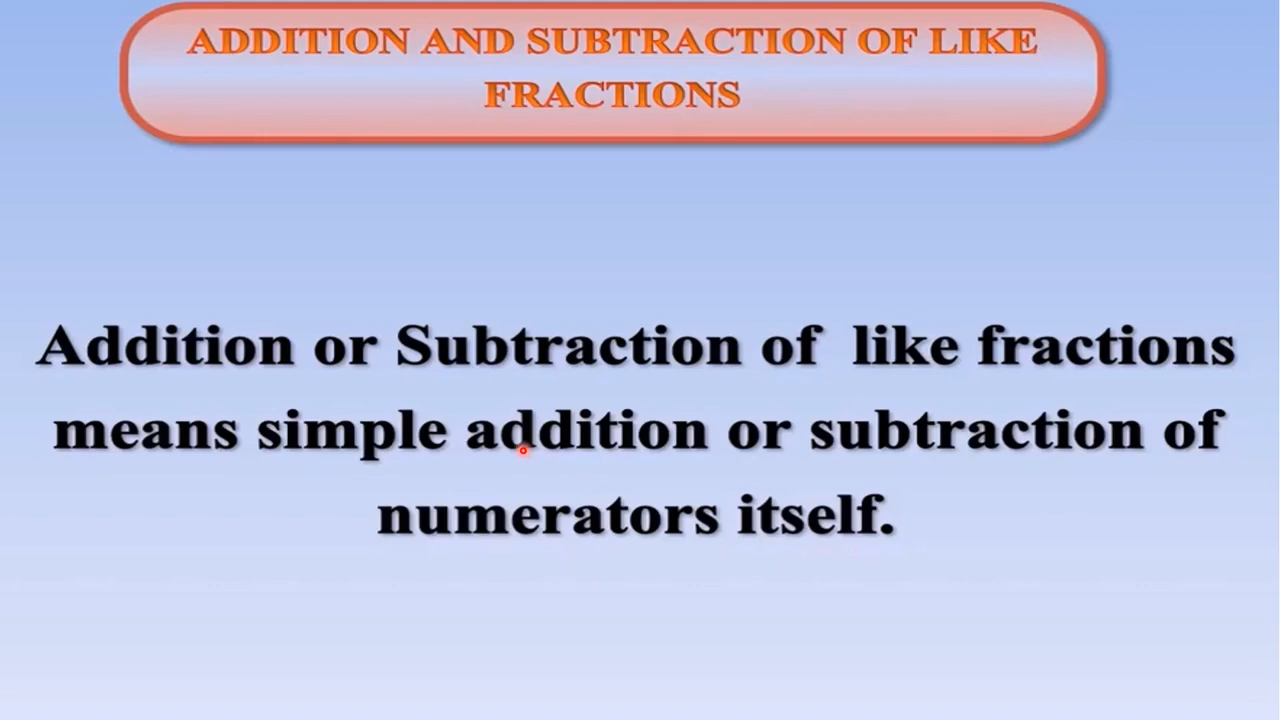 ADDITION AND SUBTRACTION OF LIKE
FRACTIONS
Addition or Subtraction of like fractions
means simple addition or subtraction of
numerators itself.